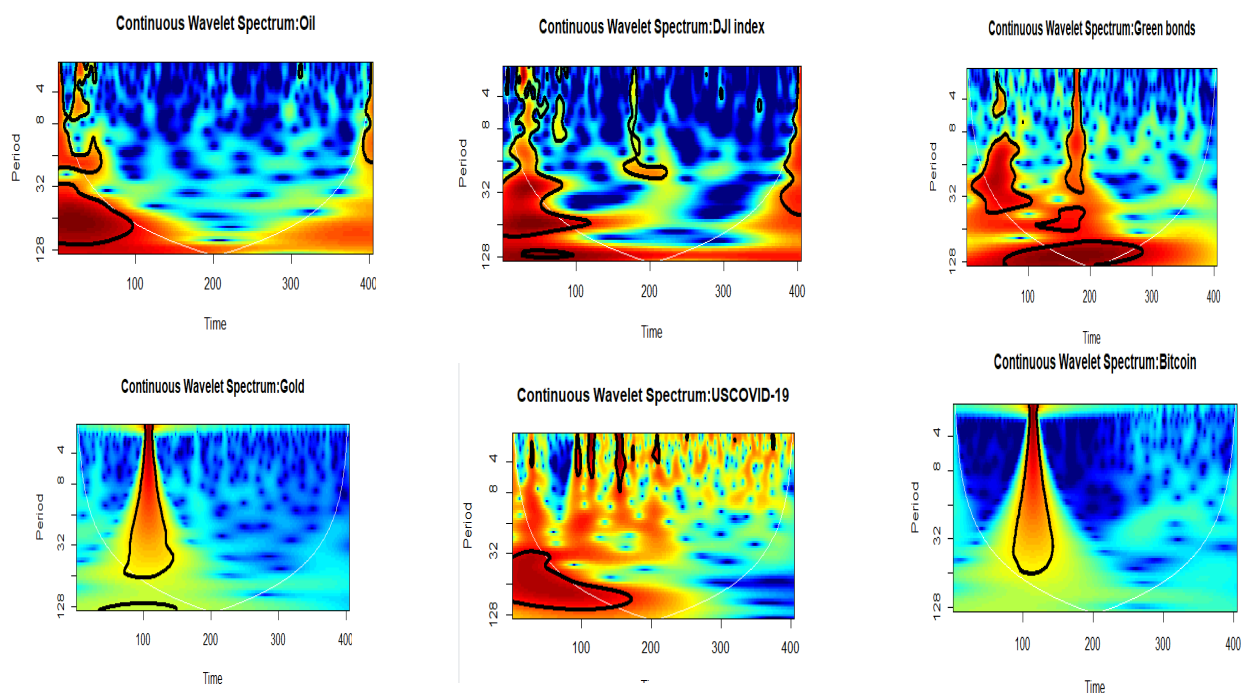 Continuous Wavelet Spectrum:Oil
Period
4
8
32
128
100
200
300
400
Time
Continuous Wavelet Spectrum:DJI index
Period
4
8
32
128
100
200
300
400
Time
Continuous Wavelet Spectrum:Green bonds
Period
4
8
32
128
100
200
300
400
Time
Continuous Wavelet Spectrum:Gold
Period
4
8
32
128
100
200
300
400
Time
Continuous Wavelet Spectrum:USCOVID-19
Period
4
8
32
128
100
200
300
400
Continuous Wavelet Spectrum:Bitcoin
Period
4
8
32
128
100
200
300
400
Time